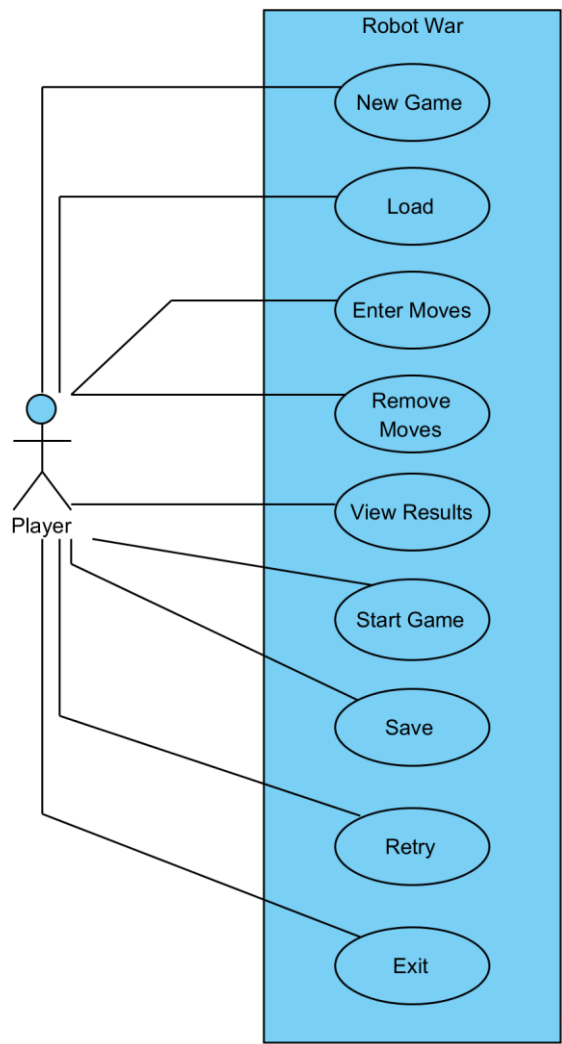 Robot War
New Game
Load
Enter Moves
Remove
Moves
View Results
Player
Start Game
Save
Retry
Exit